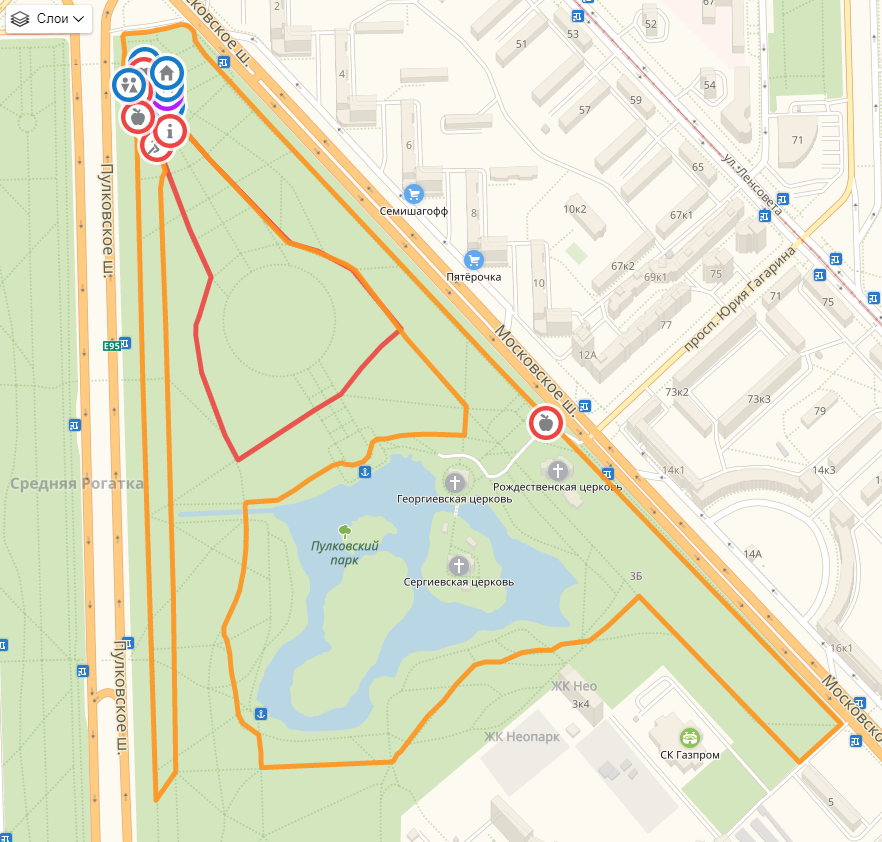 Слои
Московское ш.
2
51
53
52
4
54
59
57
6
71
65
ул. Ленсовета
Пулковское ш.
Семишагофф
8
10к2
67к1
67к2
69к1
75
Пятёрочка
10
71
75
просп. Юрия Гагарина
77
E95
Московское ш.
12А
73к2
73к3
79
Средняя Рогатка
14к1
14к3
Рождественская церковь
Георгиевская церковь
Пулковский
парк
14А
Сергиевская церковь
3Б
16к1
Пулковское ш.
ЖК Нео
3к4
ЖК Неопарк
СК Газпром
Московско
5